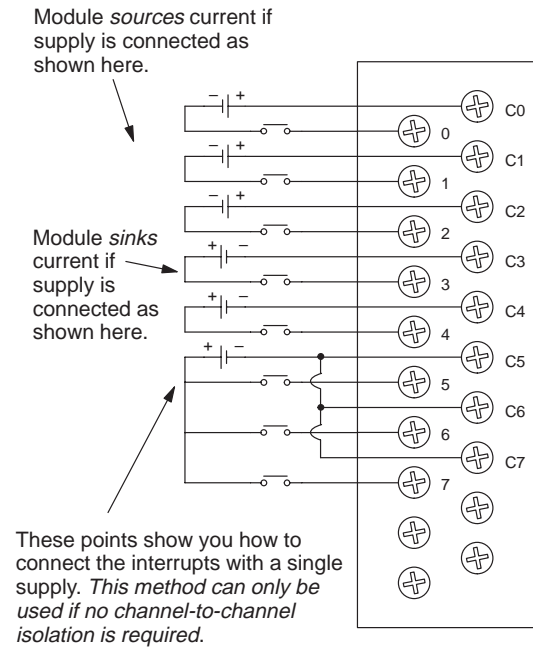 Module sources current if
supply is connected as
shown here.
− +
C0
0
− +
C1
1
− +
C2
2
Module sinks
current if
supply is
connected as
shown here.
+ −
C3
3
+ −
C4
4
+ −
C5
5
C6
6
C7
7
These points show you how to
connect the interrupts with a single
supply. This method can only be
used if no channel-to-channel
isolation is required.